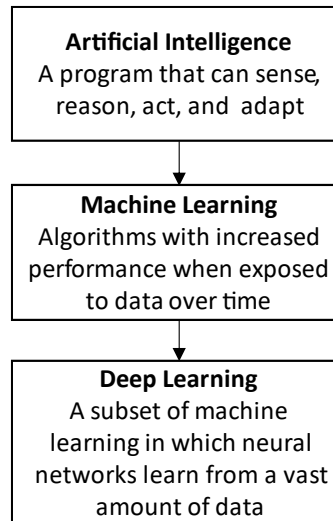 Artificial Intelligence
A program that can sense,
reason, act, and  adapt
Machine Learning
Algorithms with increased
performance when exposed
to data over time
Deep Learning
A subset of machine
learning in which neural
networks learn from a vast
amount of data